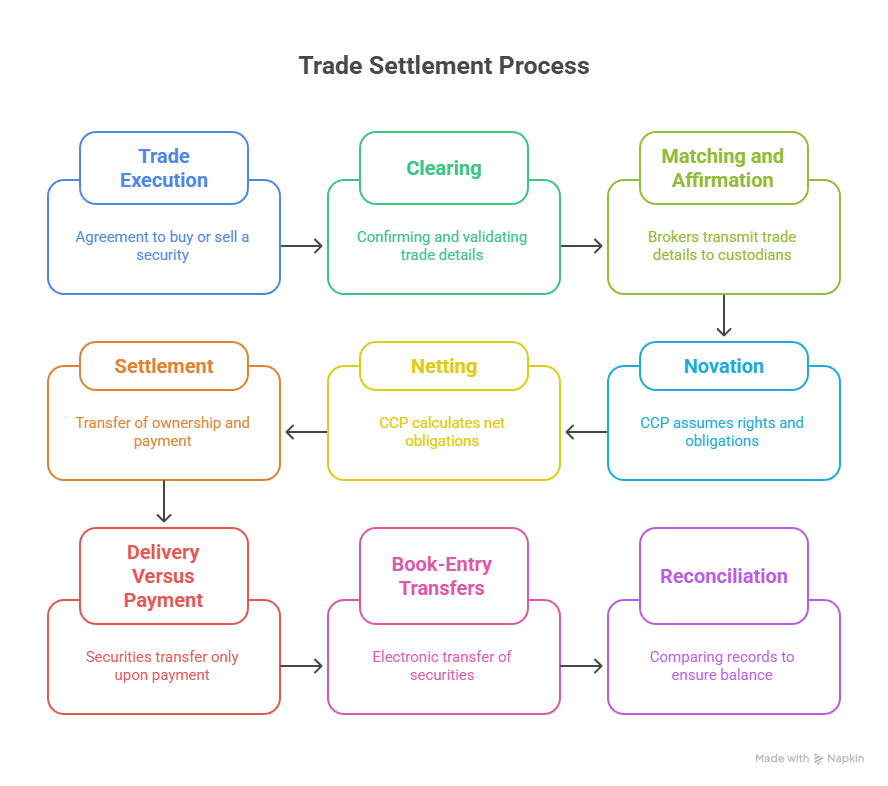 Trade Settlement Process
Trade
Execution
Agreement to buy or sell a
security
Clearing
Confirming and validating
trade details
Matching and
Affirmation
Brokers transmit trade
details to custodians
Novation
CCP assumes rights and
obligations
Netting
CCP calculates net
obligations
Settlement
Transfer of ownership and
payment
Delivery
Versus
Payment
Securities transfer only
upon payment
Book-Entry
Transfers
Electronic transfer of
securities
Reconciliation
Comparing records to
ensure balance
Made with Napkin